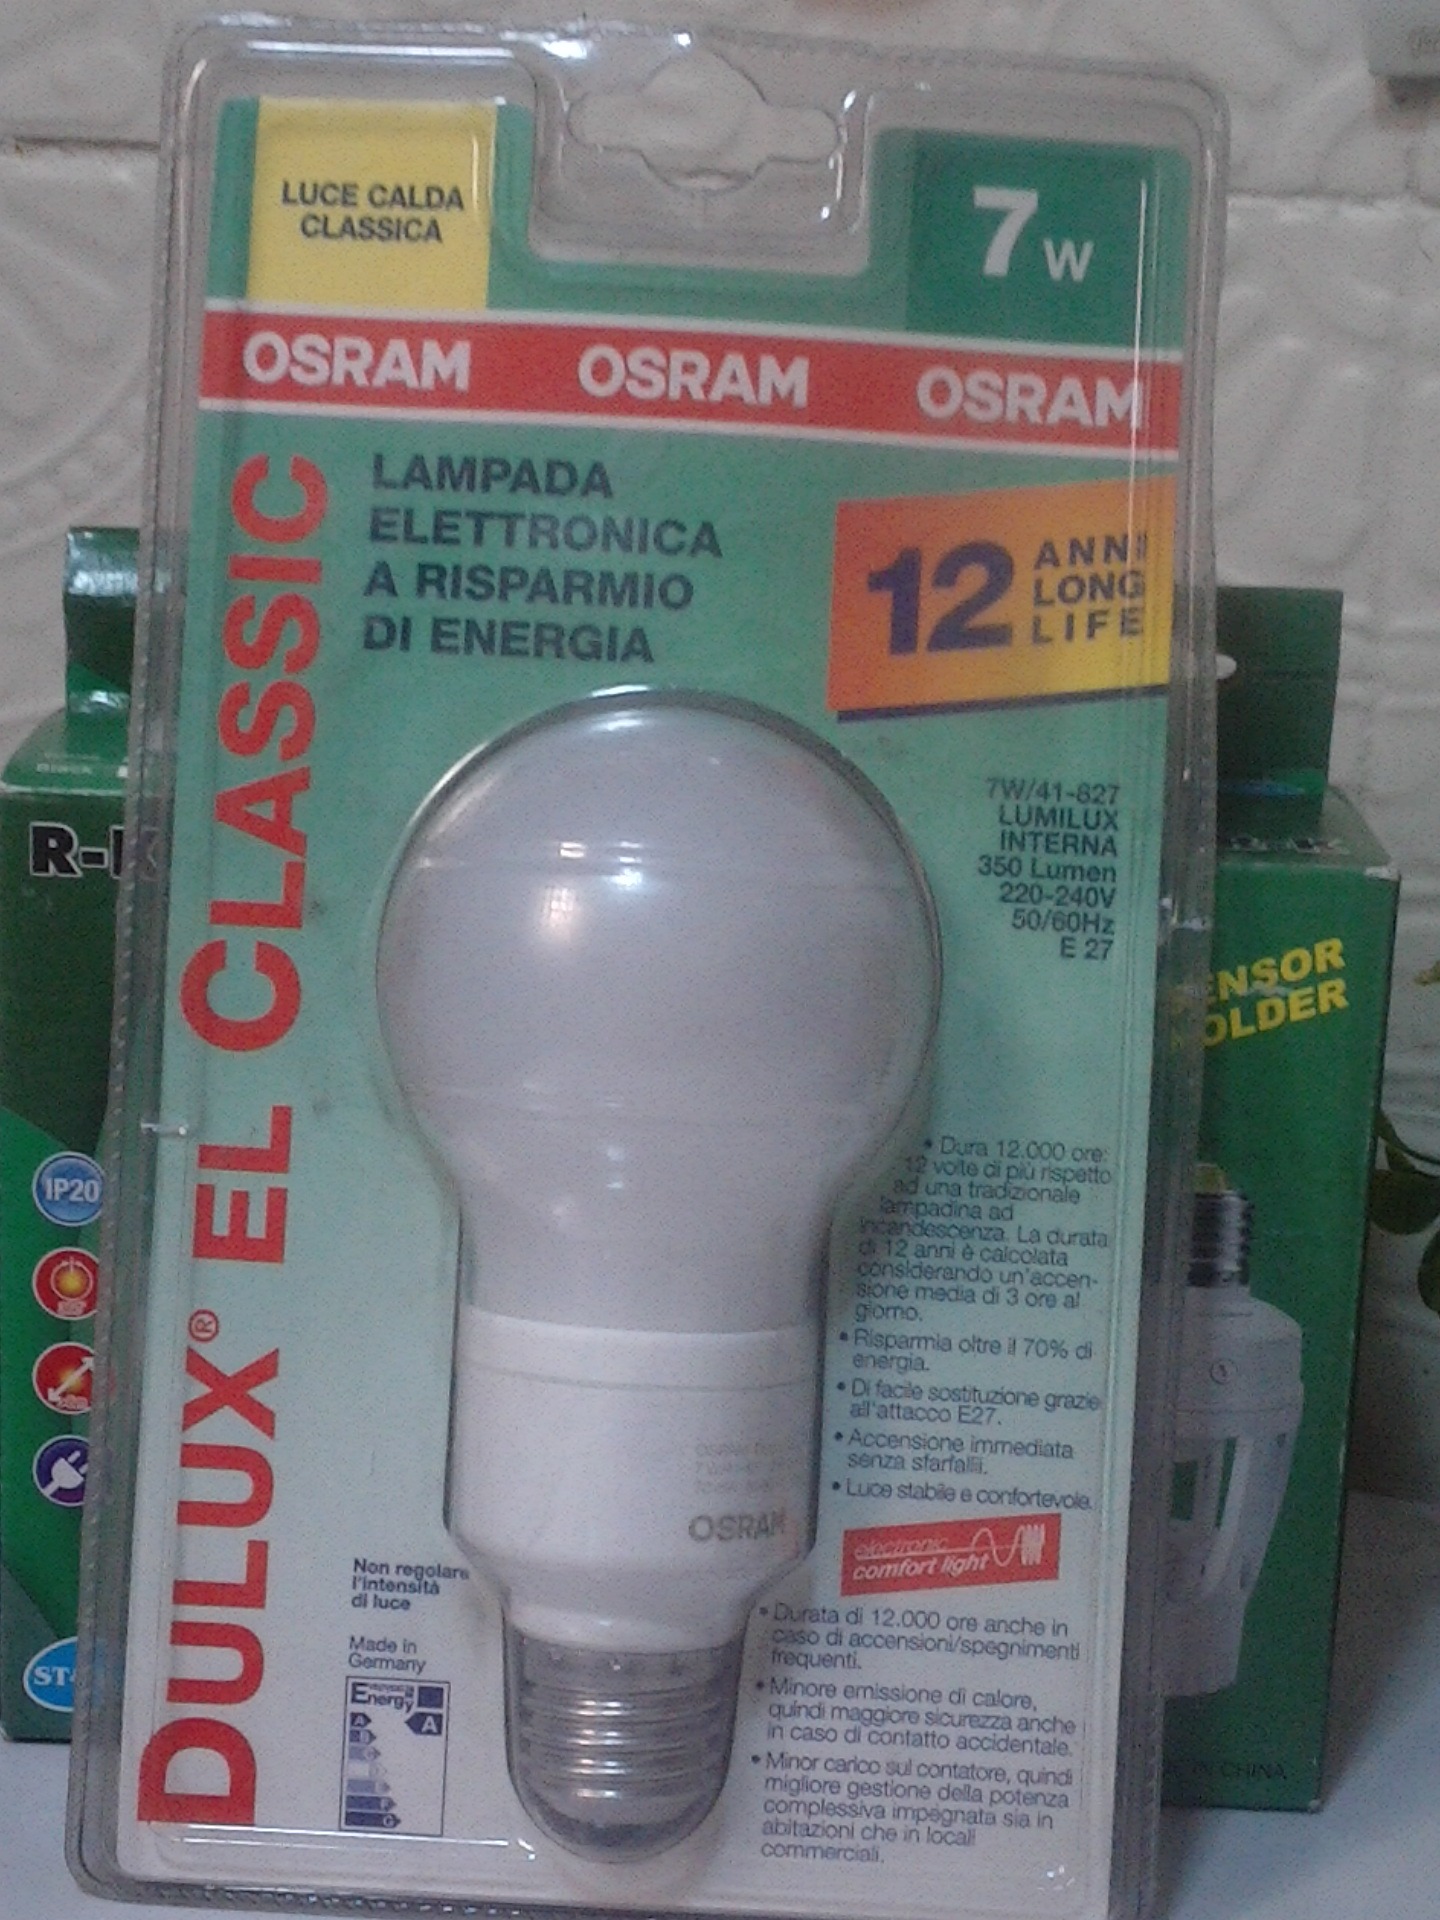 LUCE CALDA
CLASSICA
7 W
OSRAM OSRAM OSRAM
DULUX® EL CLASSIC
LAMPADA
ELETTRONICA
A RISPARMIO
DI ENERGIA
12 ANNI
LONG
LIFE
7W/41-827
LUMILUX
INTERNA
350 Lumen
220-240V
50/60Hz
E 27
• Dura 12.000 ore:
12 volte di più rispetto
ad una tradizionale
lampadina ad
incandescenza. La durata
di 12 anni è calcolata
considerando un'accen-
sione media di 3 ore al
giorno.
• Risparmia oltre il 70% di
energia.
• Di facile sostituzione grazie
all'attacco E27.
• Accensione immediata
senza sfarfallii.
• Luce stabile e confortevole.
OSRAM
electronic
comfort light
• Durata di 12.000 ore anche in
caso di accensioni/spegnimenti
frequenti.
• Minore emissione di calore,
quindi maggiore sicurezza anche
in caso di contatto accidentale.
• Minor carico sul contatore, quindi
migliore gestione della potenza
complessiva impegnata sia in
abitazioni che in locali
commerciali.
Non regolare
l'intensità
di luce
Made in
Germany
Energy
A
A
B
C
F
G
R-
IP20
ST-
ENSOR
OLDER
CHINA